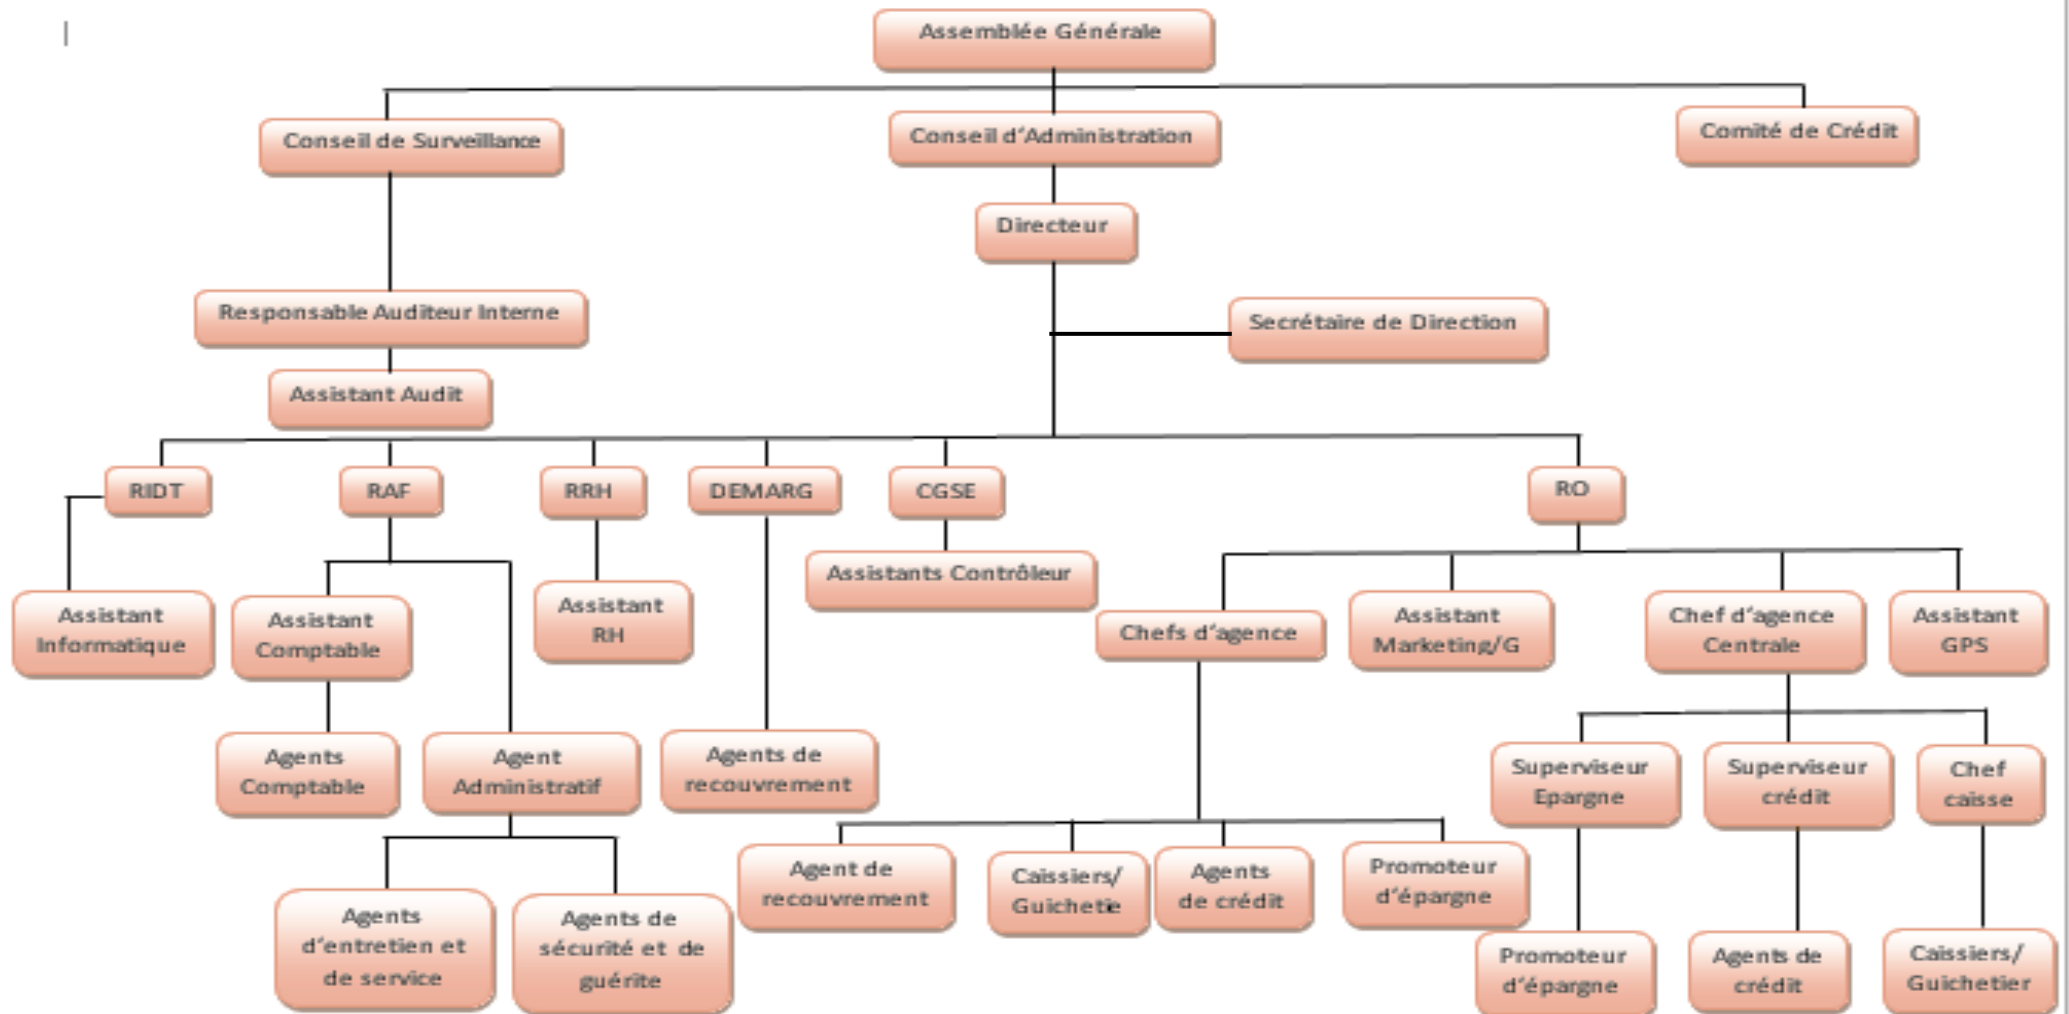 Assemblée Générale
Conseil de Surveillance
Conseil d'Administration
Comité de Crédit
Directeur
Responsable Auditeur Interne
Secrétaire de Direction
Assistant Audit
RIDT
RAF
RRH
DEMARG
CGSE
RO
Assistant
Informatique
Assistant
Comptable
Assistant
RH
Assistants Contrôleur
Chefs d'agence
Assistant
Marketing/G
Chef d'agence
Centrale
Assistant
GPS
Agents
Comptable
Agent
Administratif
Agents de
recouvrement
Superviseur
Epargne
Superviseur
crédit
Chef
caisse
Agent de
recouvrement
Caissiers/
Guichetie
Agents
de crédit
Promoteur
d'épargne
Agents
d'entretien et
de service
Agents de
sécurité et de
guérite
Promoteur
d'épargne
Agents de
crédit
Caissiers/
Guichetier